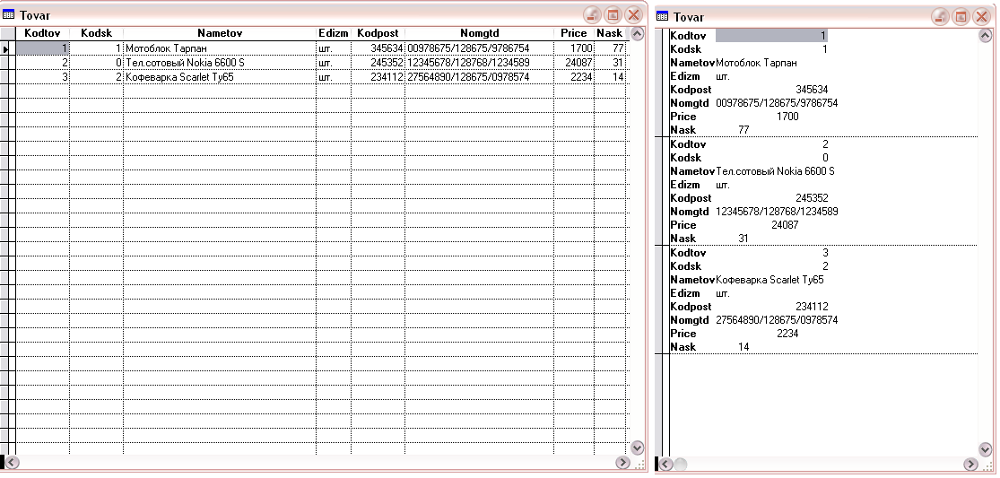 Tovar
Kodtov Kodsk Nametov Edizm Kodpost Nomgtd Price Nask
1 1 Мотоблок Тарпан шт. 345634 00978675/128675/9786754 1700 77
2 0 Тел.сотовый Nokia 6600 S шт. 245352 12345678/128768/1234589 24087 31
3 2 Кофеварка Scarlet Ту65 шт. 234112 27564890/128675/0978574 2234 14
Tovar
Kodtov 1
Kodsk 1
Nametov Мотоблок Тарпан
Edizm шт.
Kodpost 345634
Nomgtd 00978675/128675/9786754
Price 1700
Nask 77
Kodtov 2
Kodsk 0
Nametov Тел.сотовый Nokia 6600 S
Edizm шт.
Kodpost 245352
Nomgtd 12345678/128768/1234589
Price 24087
Nask 31
Kodtov 3
Kodsk 2
Nametov Кофеварка Scarlet Ту65
Edizm шт.
Kodpost 234112
Nomgtd 27564890/128675/0978574
Price 2234
Nask 14